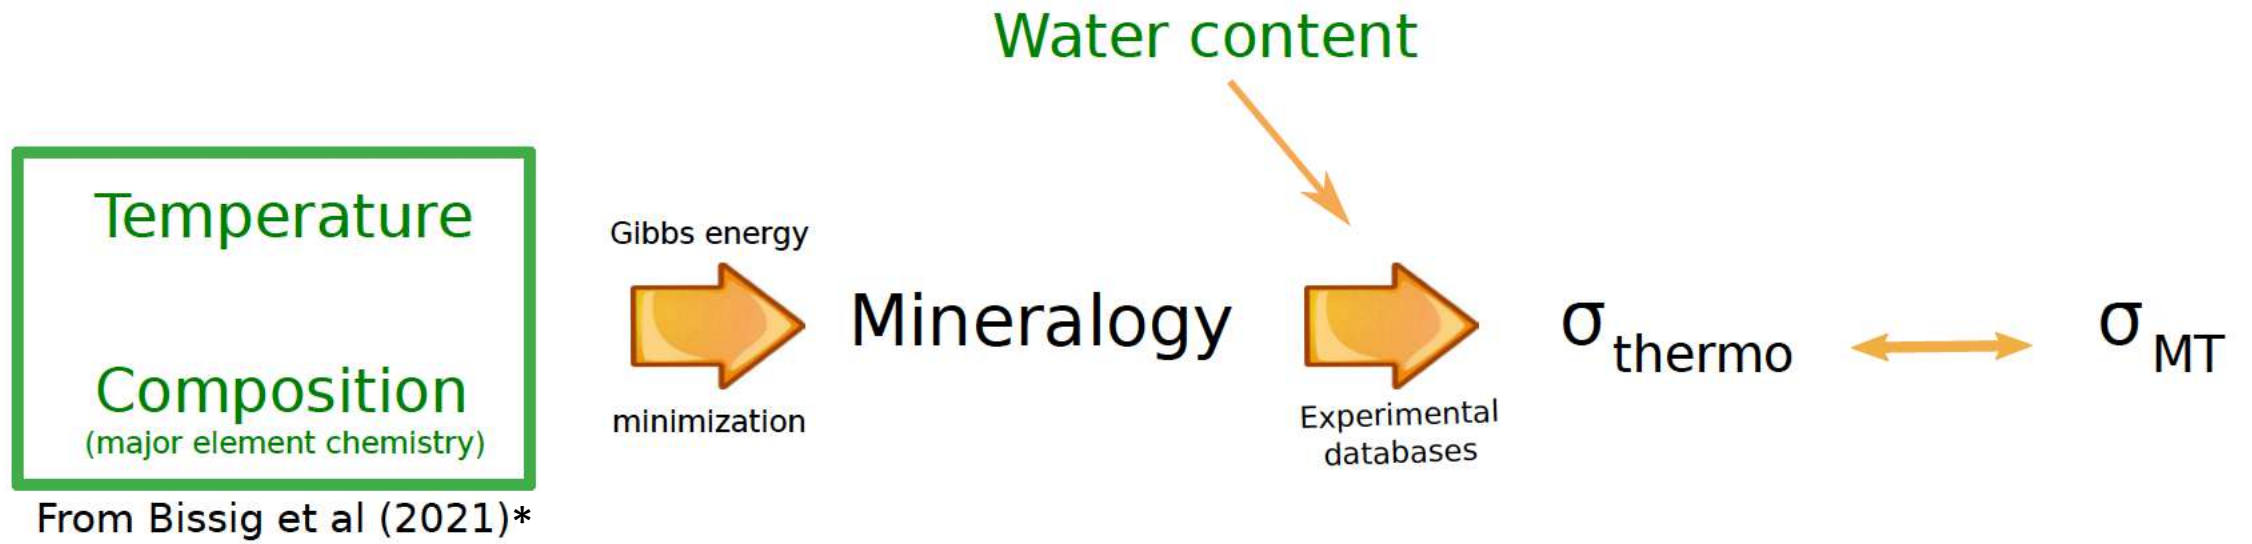 Water content
Temperature
Composition
(major element chemistry)
From Bissig et al (2021)*
Gibbs energy
minimization
Mineralogy
Experimental
databases
σ thermo
σ MT